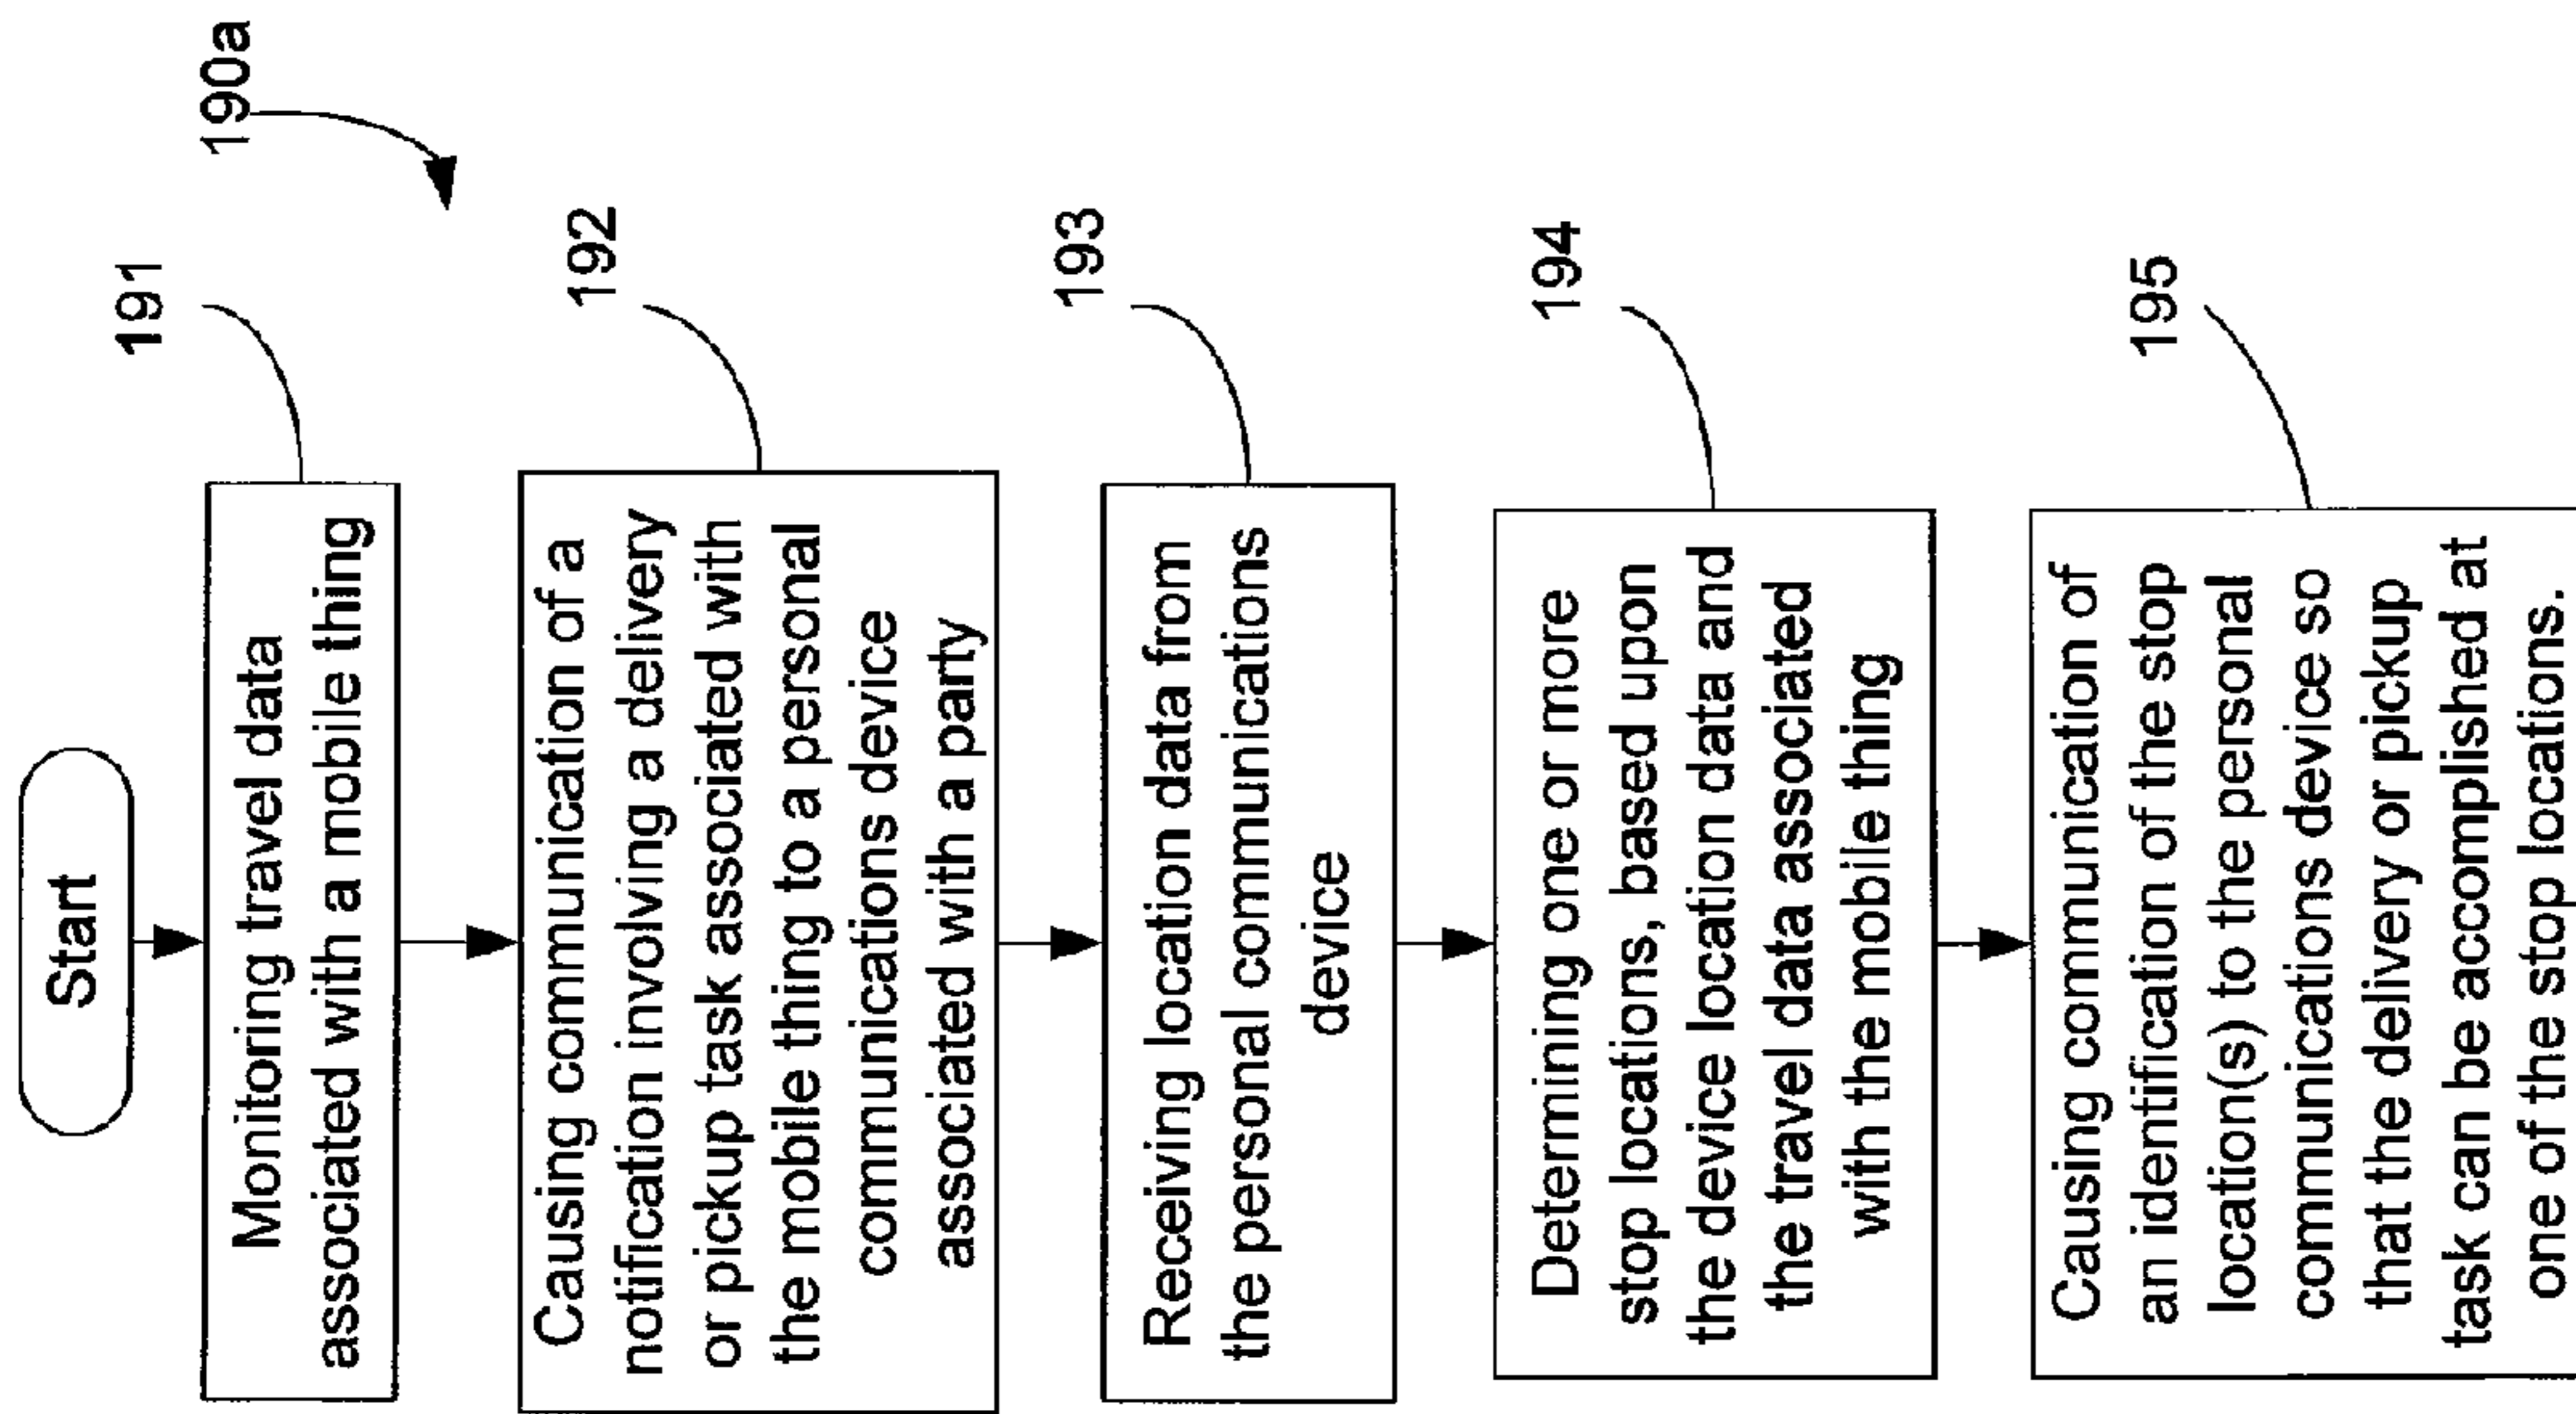 Start
190a
191
Monitoring travel data
associated with a mobile thing
192
Causing communication of a
notification involving a delivery
or pickup task associated with
the mobile thing to a personal
communications device
associated with a party
193
Receiving location data from
the personal communications
device
194
Determining one or more
stop locations, based upon
the device location data and
the travel data associated
with the mobile thing
195
Causing communication of
an identification of the stop
location(s) to the personal
communications device so
that the delivery or pickup
task can be accomplished at
one of the stop locations.